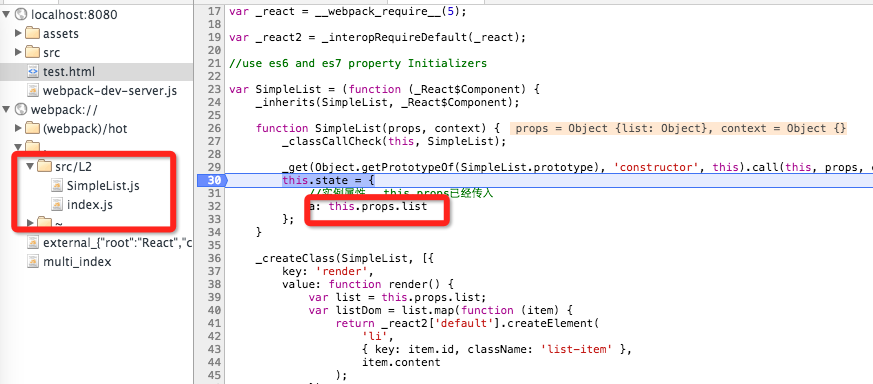 localhost:8080
assets
src
test.html
webpack-dev-server.js
webpack://
(webpack)/hot
.
src/L2
SimpleList.js
index.js
~
external_{"root":"React","c
multi_index
17 var _react = __webpack_require__(5);
18
19 var _react2 = _interopRequireDefault(_react);
20
21 //use es6 and es7 property Initializers
22
23 var SimpleList = (function (_React$Component) {
24 _inherits(SimpleList, _React$Component);
25
26 function SimpleList(props, context) { props = Object {list: Object}, context = Object {}
27 _classCallCheck(this, SimpleList);
28
29 _get(Object.getPrototypeOf(SimpleList.prototype), 'constructor', this).call(this, props, c
30 this.state = {
31 //实例属性, this.props已经传入
32 a: this.props.list
33 };
34 }
35
36 _createClass(SimpleList, [{
37 key: 'render',
38 value: function render() {
39 var list = this.props.list;
40 var listDom = list.map(function (item) {
41 return _react2['default'].createElement(
42 'li',
43 { key: item.id, className: 'list-item' },
44 item.content
45 );